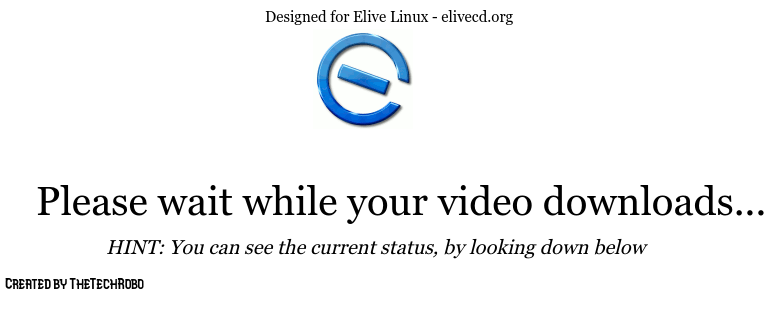 Designed for Elive Linux - elivecd.org
Please wait while your video downloads...
HINT: You can see the current status, by looking down below
Created by TheTechRobo